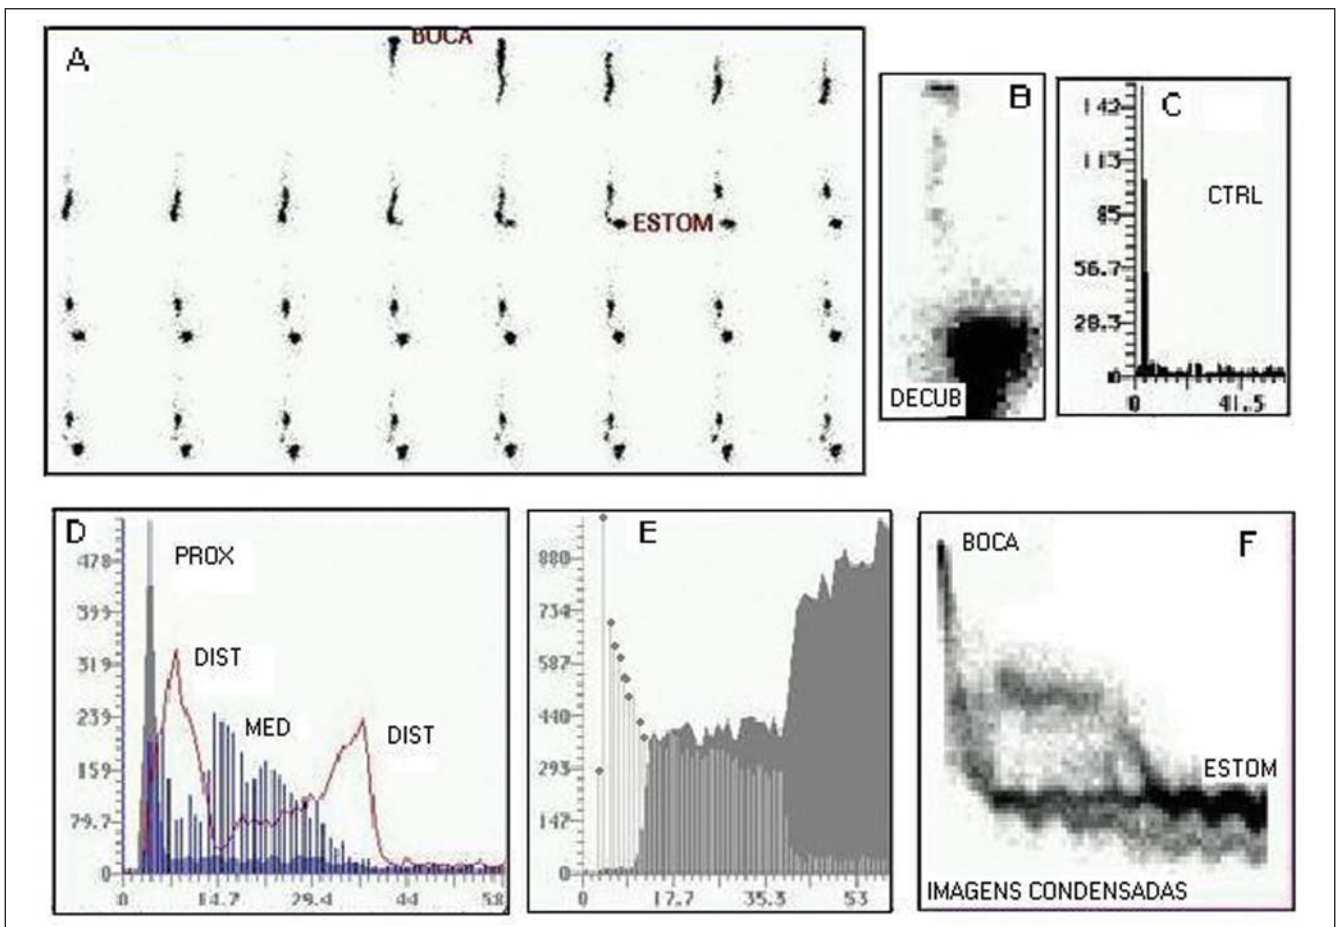 A
BOCA
ESTOM
B
DECUB
C
142
113
85
56.7
28.3
0
CTRL
0 41.5
D
PROX
DIST
MED
DIST
478
399
319
239
159
79.7
0
0 14.7 29.4 44 58
E
880
734
587
440
293
147
0
0 17.7 35.3 53
F
BOCA
ESTOM
IMAGENS CONDENSADAS